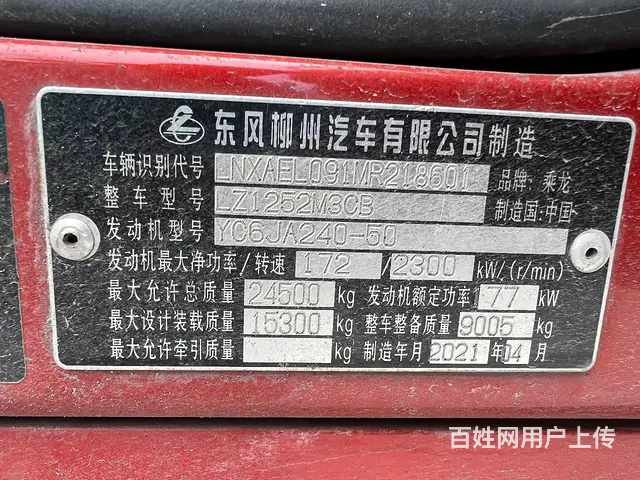 东风柳州汽车有限公司制造
车辆识别代号 LNXAEL091MR218601 品牌:乘龙
整车型号 LZ1252M3CB 制造国:中国
发动机型号 YC6JA240-50
发动机最大净功率/转速 172 /2300 kW/(r/min)
最大允许总质量 24500 kg 发动机额定功率 177 kW
最大设计装载质量 15300 kg 整车整备质量 9005 kg
最大允许牵引质量 kg 制造年月 2021 年 04 月
百姓网用户上传